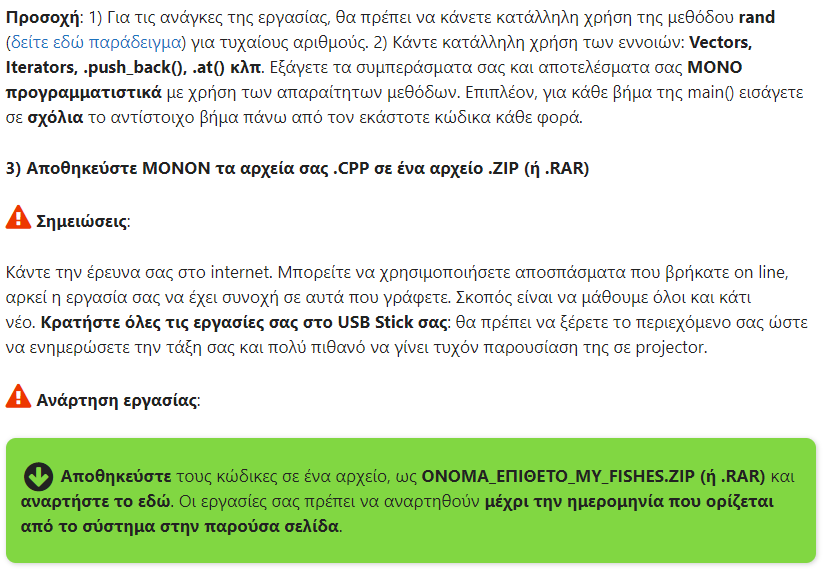 Προσοχή: 1) Για τις ανάγκες της εργασίας, θα πρέπει να κάνετε κατάλληλη χρήση της μεθόδου rand
(δείτε εδώ παράδειγμα) για τυχαίους αριθμούς. 2) Κάντε κατάλληλη χρήση των εννοιών: Vectors,
Iterators, .push_back(), .at() κλπ. Εξάγετε τα συμπεράσματα σας και αποτελέσματα σας ΜΟΝΟ
προγραμματιστικά με χρήση των απαραίτητων μεθόδων. Επιπλέον, για κάθε βήμα της main() εισάγετε
σε σχόλια το αντίστοιχο βήμα πάνω από τον εκάστοτε κώδικα κάθε φορά.
3) Αποθηκεύστε ΜΟΝΟΝ τα αρχεία σας .CPP σε ένα αρχείο .ZIP (ή .RAR)
Σημειώσεις:
Κάντε την έρευνα σας στο internet. Μπορείτε να χρησιμοποιήσετε αποσπάσματα που βρήκατε on line,
αρκεί η εργασία σας να έχει συνοχή σε αυτά που γράφετε. Σκοπός είναι να μάθουμε όλοι και κάτι
νέο. Κρατήστε όλες τις εργασίες σας στο USB Stick σας: θα πρέπει να ξέρετε το περιεχόμενο σας ώστε
να ενημερώσετε την τάξη σας και πολύ πιθανό να γίνει τυχόν παρουσίαση της σε projector.
Ανάρτηση εργασίας:
Αποθηκεύστε τους κώδικες σε ένα αρχείο, ως ΟΝΟΜΑ_ΕΠΙΘΕΤΟ_MY_FISHES.ZIP (ή .RAR) και
αναρτήστε το εδώ. Οι εργασίες σας πρέπει να αναρτηθούν μέχρι την ημερομηνία που ορίζεται
από το σύστημα στην παρούσα σελίδα.